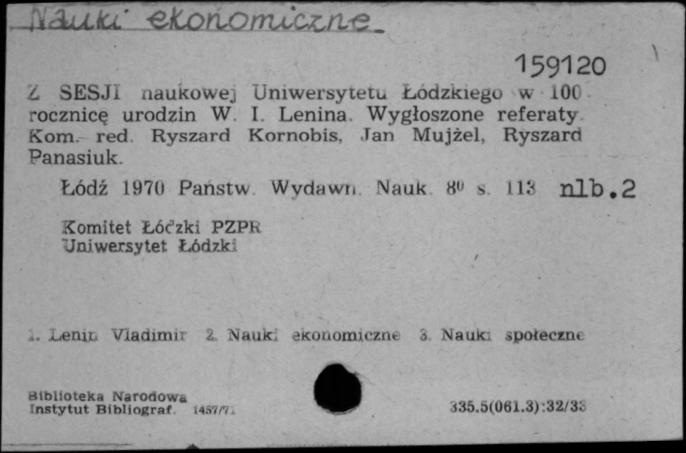 Nauki ekonomiczne
159120
Z SESJI naukowej Uniwersytetu Łódzkiego w 100
rocznicę urodzin W. I. Lenina. Wygłoszone referaty.
Kom. red. Ryszard Kornobis, Jan Mujżel, Ryszard
Panasiuk.
Łódź 1970 Państw. Wydawn. Nauk. 8⁰ s. 113 nlb.2
Komitet Łódzki PZPR
Uniwersytet Łódzki
1. Lenin Vladimir 2. Nauki ekonomiczne 3. Nauki społeczne
Biblioteka Narodowa
Instytut Bibliograf. 1457/71
335.5(061.3):32/33